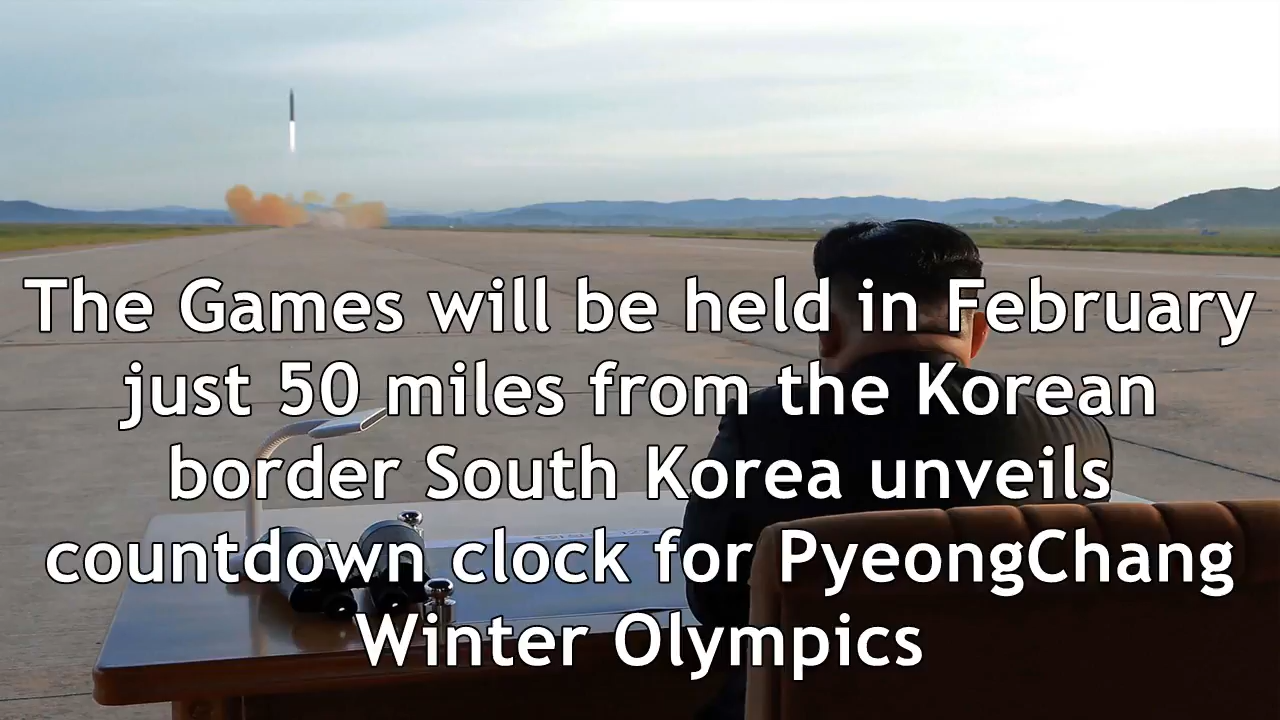 The Games will be held in February
just 50 miles from the Korean
border South Korea unveils
countdown clock for PyeongChang
Winter Olympics